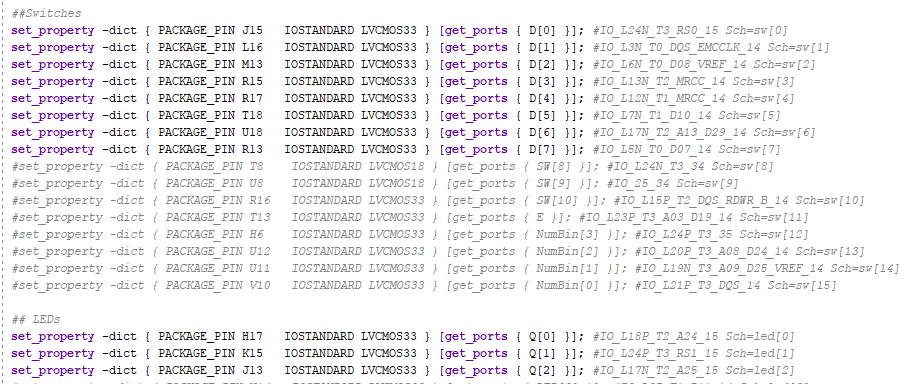 ##Switches
set_property -dict { PACKAGE_PIN J15   IOSTANDARD LVCMOS33 } [get_ports { D[0] }]; #IO_L24N_T3_RS0_15 Sch=sw[0]
set_property -dict { PACKAGE_PIN L16   IOSTANDARD LVCMOS33 } [get_ports { D[1] }]; #IO_L3N_T0_DQS_EMCCLK_14 Sch=sw[1]
set_property -dict { PACKAGE_PIN M13   IOSTANDARD LVCMOS33 } [get_ports { D[2] }]; #IO_L6N_T0_D08_VREF_14 Sch=sw[2]
set_property -dict { PACKAGE_PIN R15   IOSTANDARD LVCMOS33 } [get_ports { D[3] }]; #IO_L13N_T2_MRCC_14 Sch=sw[3]
set_property -dict { PACKAGE_PIN R17   IOSTANDARD LVCMOS33 } [get_ports { D[4] }]; #IO_L12N_T1_MRCC_14 Sch=sw[4]
set_property -dict { PACKAGE_PIN T18   IOSTANDARD LVCMOS33 } [get_ports { D[5] }]; #IO_L7N_T1_D10_14 Sch=sw[5]
set_property -dict { PACKAGE_PIN U18   IOSTANDARD LVCMOS33 } [get_ports { D[6] }]; #IO_L17N_T2_A13_D29_14 Sch=sw[6]
set_property -dict { PACKAGE_PIN R13   IOSTANDARD LVCMOS33 } [get_ports { D[7] }]; #IO_L5N_T0_D07_14 Sch=sw[7]
#set_property -dict { PACKAGE_PIN T8    IOSTANDARD LVCMOS18 } [get_ports { SW[8] }]; #IO_L24N_T3_34 Sch=sw[8]
#set_property -dict { PACKAGE_PIN U8    IOSTANDARD LVCMOS18 } [get_ports { SW[9] }]; #IO_25_34 Sch=sw[9]
#set_property -dict { PACKAGE_PIN R16   IOSTANDARD LVCMOS33 } [get_ports { SW[10] }]; #IO_L15P_T2_DQS_RDWR_B_14 Sch=sw[10]
#set_property -dict { PACKAGE_PIN T13   IOSTANDARD LVCMOS33 } [get_ports { E }]; #IO_L23P_T3_A03_D19_14 Sch=sw[11]
#set_property -dict { PACKAGE_PIN H6    IOSTANDARD LVCMOS33 } [get_ports { NumBin[3] }]; #IO_L24P_T3_35 Sch=sw[12]
#set_property -dict { PACKAGE_PIN U12   IOSTANDARD LVCMOS33 } [get_ports { NumBin[2] }]; #IO_L20P_T3_A08_D24_14 Sch=sw[13]
#set_property -dict { PACKAGE_PIN U11   IOSTANDARD LVCMOS33 } [get_ports { NumBin[1] }]; #IO_L19N_T3_A09_D25_VREF_14 Sch=sw[14]
#set_property -dict { PACKAGE_PIN V10   IOSTANDARD LVCMOS33 } [get_ports { NumBin[0] }]; #IO_L21P_T3_DQS_14 Sch=sw[15]
## LEDs
set_property -dict { PACKAGE_PIN H17   IOSTANDARD LVCMOS33 } [get_ports { Q[0] }]; #IO_L18P_T2_A24_15 Sch=led[0]
set_property -dict { PACKAGE_PIN K15   IOSTANDARD LVCMOS33 } [get_ports { Q[1] }]; #IO_L24P_T3_RS1_15 Sch=led[1]
set_property -dict { PACKAGE_PIN J13   IOSTANDARD LVCMOS33 } [get_ports { Q[2] }]; #IO_L17N_T2_A25_15 Sch=led[2]